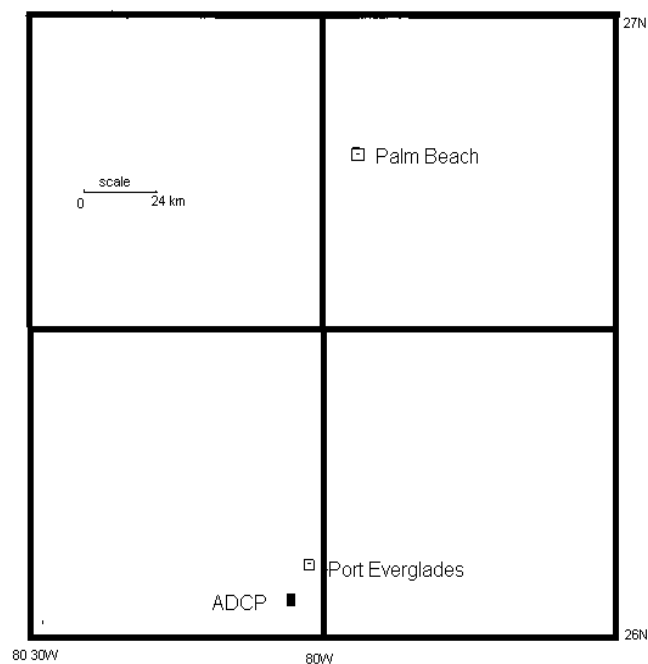 27N
Palm Beach
scale
0 24 km
Port Everglades
ADCP
26N
80 30W
80W